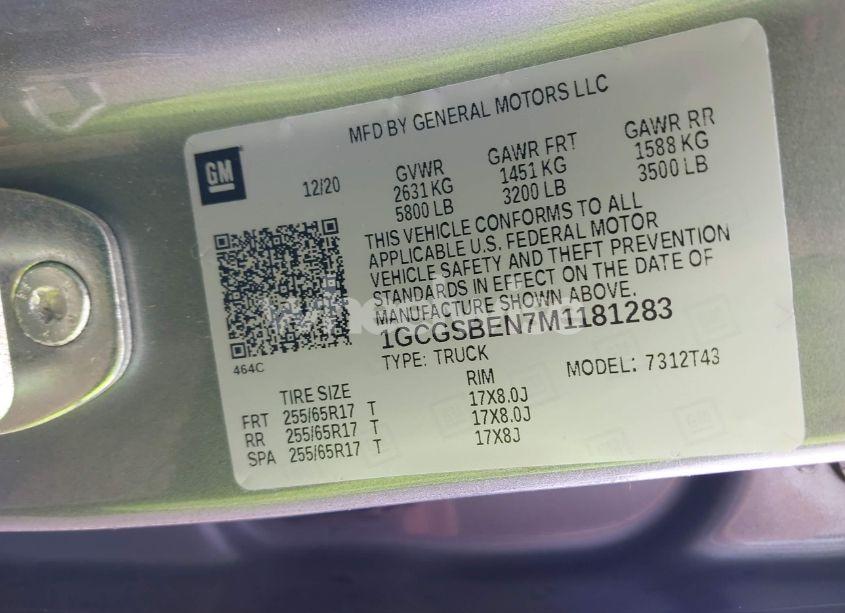 MFD BY GENERAL MOTORS LLC
GM
12/20
GVWR GAWR FRT GAWR RR
2631 KG 1451 KG 1588 KG
5800 LB 3200 LB 3500 LB
THIS VEHICLE CONFORMS TO ALL
APPLICABLE U.S. FEDERAL MOTOR
VEHICLE SAFETY AND THEFT PREVENTION
STANDARDS IN EFFECT ON THE DATE OF
MANUFACTURE SHOWN ABOVE.
1GCGSBEN7M1181283
464C
TYPE: TRUCK MODEL: 7312T43
TIRE SIZE RIM
FRT 255/65R17 T 17X8.0J
RR 255/65R17 T 17X8.0J
SPA 255/65R17 T 17X8J